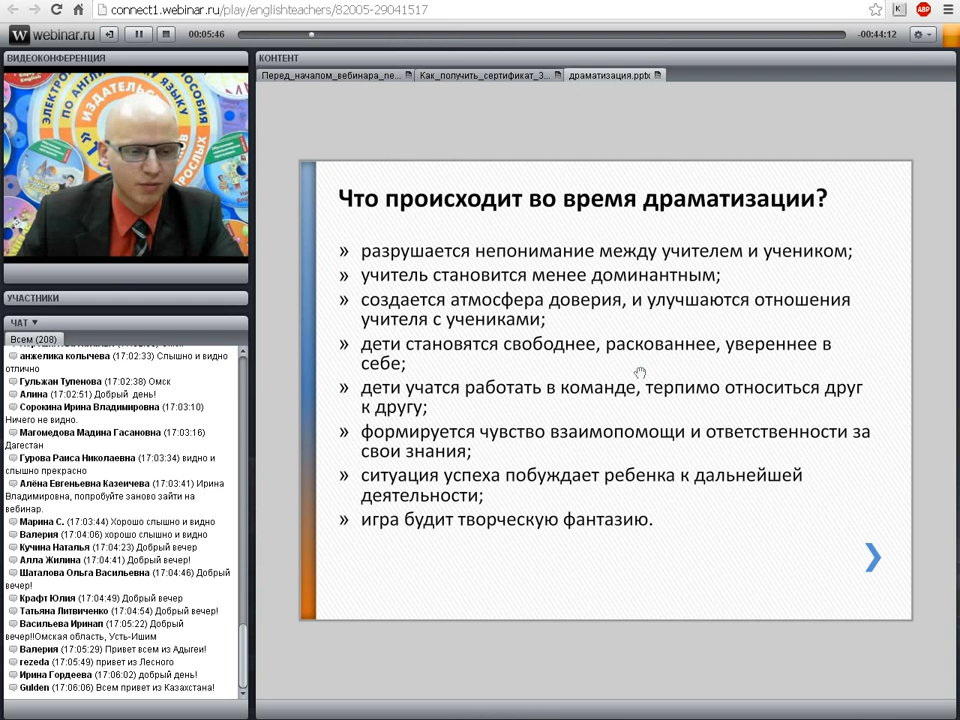 connect1.webinar.ru/play/englishteachers/82005-29041517
K
ABP
W webinar.ru
00:05:46
-00:44:12
ВИДЕОКОНФЕРЕНЦИЯ
ЭЛЕКТРО
ПО АНГЛИ
ПОСОБИЯ
ЯЗЫКУ
ИЗДАТЕЛЬС
УЧАСТНИКИ
ЧАТ
Всем (208)
анжелика колычева (17:02:33) Слышно и видно
отлично
Гульжан Тупенова (17:02:38) Омск
Алина (17:02:51) Добрый день!
Сорокина Ирина Владимировна (17:03:10)
Ничего не видно.
Магомедова Мадина Гасановна (17:03:16)
Дагестан
Гурова Раиса Николаевна (17:03:34) видно и
слышно прекрасно
Алёна Евгеньевна Казеичева (17:03:41) Ирина
Владимировна, попробуйте заново зайти на
вебинар.
Марина С. (17:03:44) Хорошо слышно и видно
Валерия (17:04:06) хорошо слышно и видно
Кучина Наталья (17:04:23) Добрый вечер
Алла Жилина (17:04:41) Добрый вечер!
Шаталова Ольга Васильевна (17:04:46) Добрый
вечер!
Крафт Юлия (17:04:49) Добрый вечер
Татьяна Литвиченко (17:04:54) Добрый вечер!
Васильева Иринап (17:05:22) Добрый
вечер!!Омская область, Усть-Ишим
Валерия (17:05:29) Привет всем из Адыгеи!
rezeda (17:05:49) привет из Лесного
Ирина Гордеева (17:06:02) добрый день!
Gulden (17:06:06) Всем привет из Казахстана!
КОНТЕНТ
Перед_началом_вебинара_пе...
Как_получить_сертификат_3...
драматизация.pptx
Что происходит во время драматизации?
» разрушается непонимание между учителем и учеником;
» учитель становится менее доминантным;
» создается атмосфера доверия, и улучшаются отношения
учителя с учениками;
» дети становятся свободнее, раскованнее, увереннее в
себе;
» дети учатся работать в команде, терпимо относиться друг
к другу;
» формируется чувство взаимопомощи и ответственности за
свои знания;
» ситуация успеха побуждает ребенка к дальнейшей
деятельности;
» игра будит творческую фантазию.